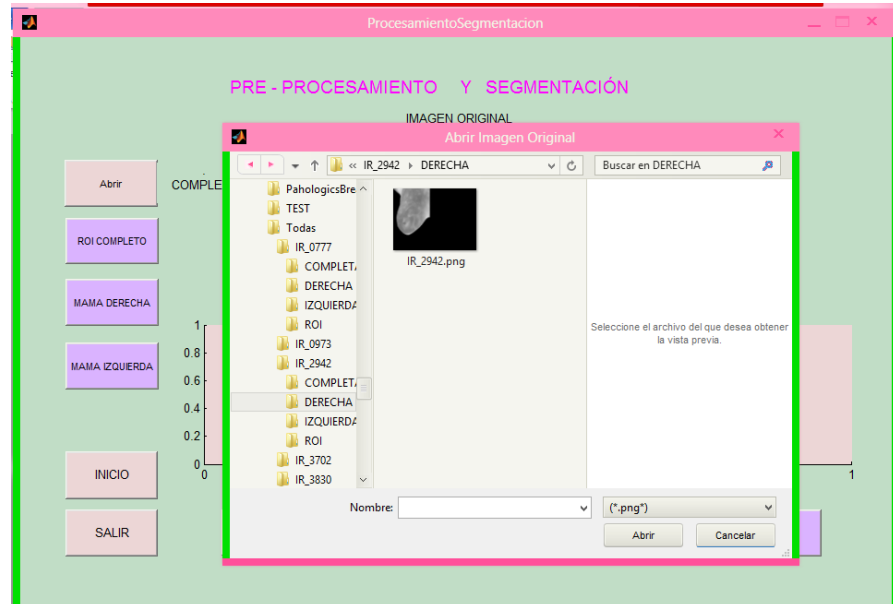 ProcesamientoSegmentacion
PRE - PROCESAMIENTO Y SEGMENTACIÓN
IMAGEN ORIGINAL
Abrir Imagen Original
« IR_2942 DERECHA
Buscar en DERECHA
Abrir
COMPLE
ROI COMPLETO
MAMA DERECHA
MAMA IZQUIERDA
INICIO
SALIR
PahologicsBre
TEST
Todas
IR_0777
COMPLET
DERECHA
IZQUIERDA
ROI
IR_0973
IR_2942
COMPLET
DERECHA
IZQUIERDA
ROI
IR_3702
IR_3830
IR_2942.png
Seleccione el archivo del que desea obtener
la vista previa.
1
0.8
0.6
0.4
0.2
0
0
1
Nombre:
(*.png*)
Abrir
Cancelar